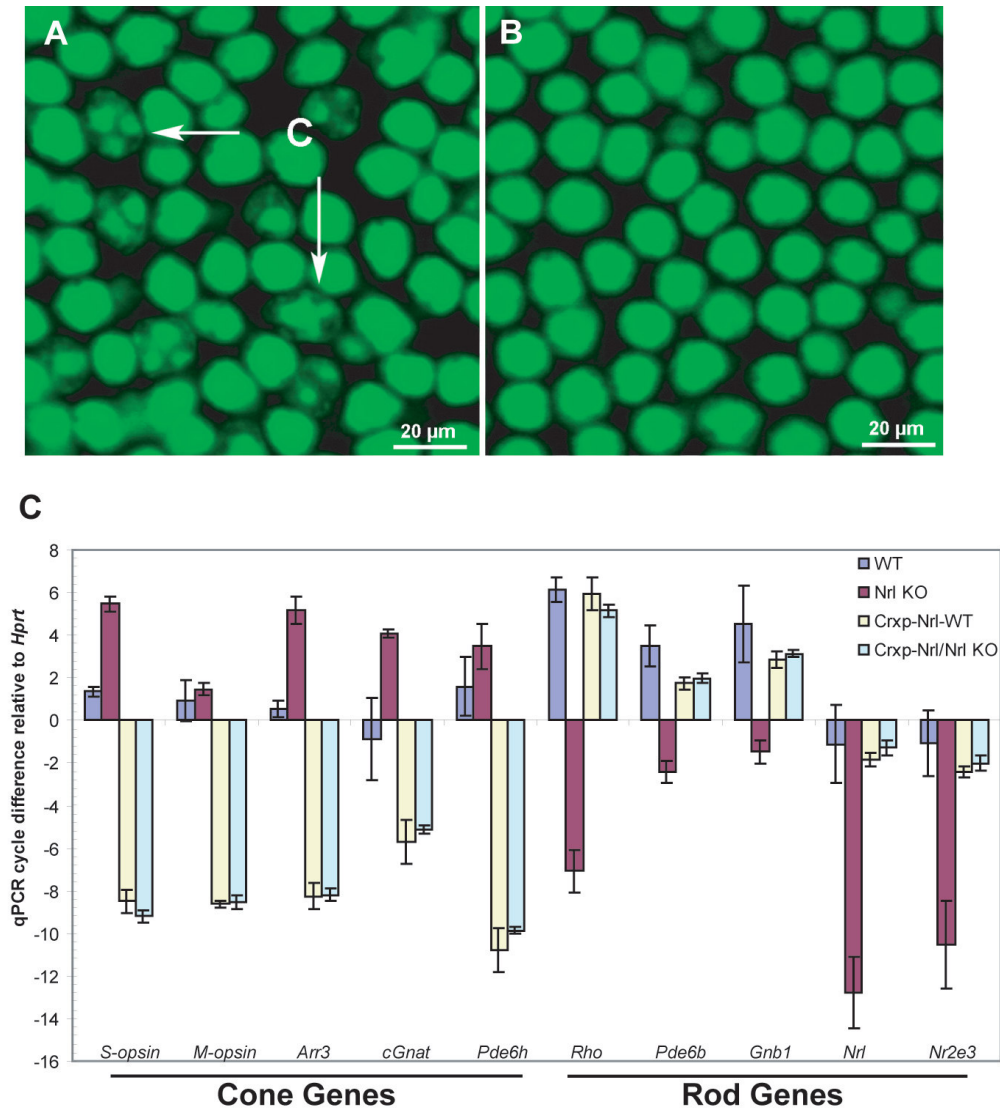 A
B
C
20 µm
20 µm
C
qPCR cycle difference relative to Hprt
8
6
4
2
0
-2
-4
-6
-8
-10
-12
-14
-16
WT
Nrl KO
Crxp-Nrl-WT
Crxp-Nrl/Nrl KO
S-opsin M-opsin Arr3 cGnat Pde6h Rho Pde6b Gnb1 Nrl Nr2e3
Cone Genes Rod Genes